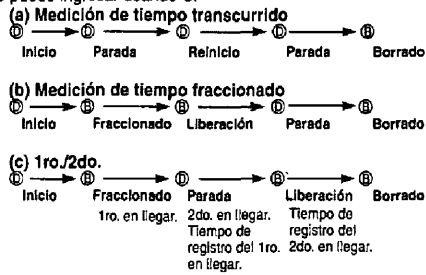 puede ingresar usando
(a) Medición de tiempo transcurrido
Ⓓ → Ⓓ → Ⓓ → Ⓓ → Ⓑ
Inicio Parada Reinicio Parada Borrado
(b) Medición de tiempo fraccionado
Ⓓ → Ⓑ → Ⓑ → Ⓓ → Ⓑ
Inicio Fraccionado Liberación Parada Borrado
(c) 1ro./2do.
Ⓓ → Ⓑ → Ⓓ → Ⓑ → Ⓑ
Inicio Fraccionado Parada Liberación Borrado
1ro. en llegar. 2do. en llegar. Tiempo de
Tiempo de registro del
registro del 1ro. 2do. en llegar.
en llegar.